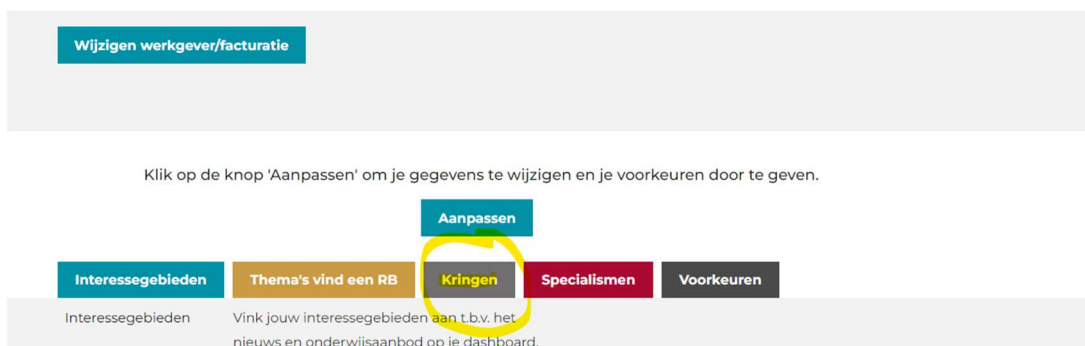 Wijzigen werkgever/facturatie
Klik op de knop 'Aanpassen' om je gegevens te wijzigen en je voorkeuren door te geven.
Aanpassen
Interessegebieden Thema's vind een RB Kringen Specialismen Voorkeuren
Interessegebieden Vink jouw interessegebieden aan t.b.v. het
nieuws en onderwijsaanbod op je dashboard.